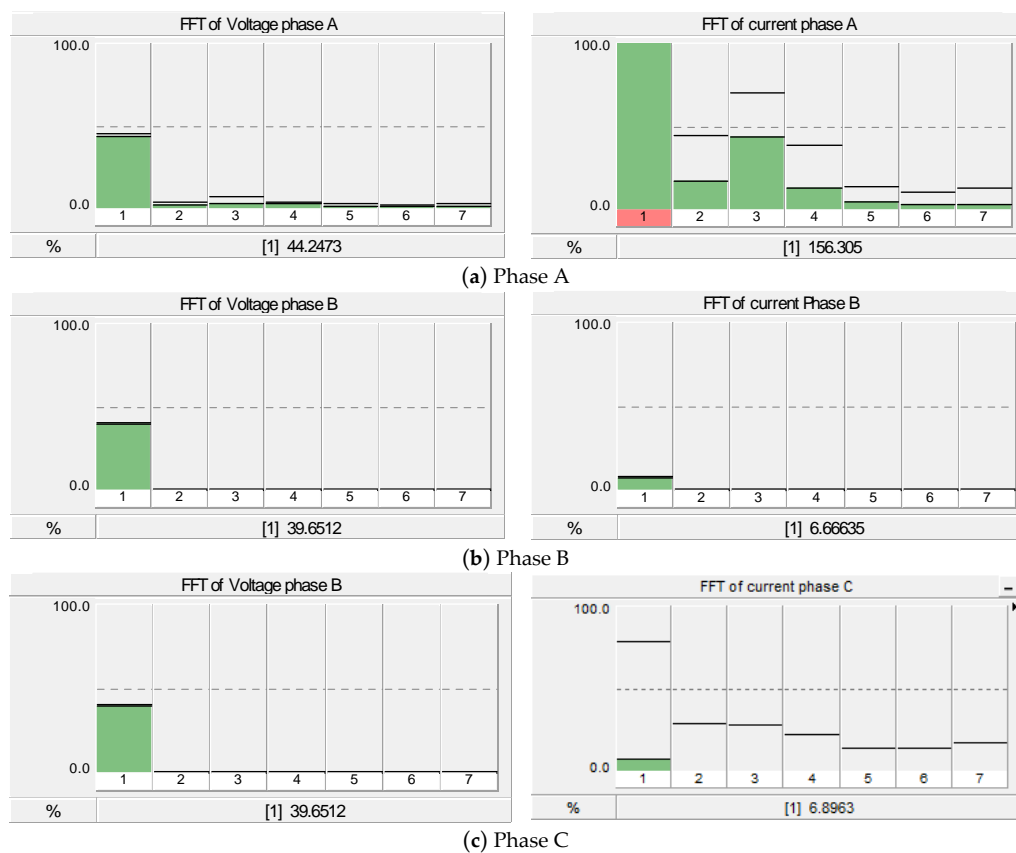 FFT of Voltage phase A
100.0
0.0
1 2 3 4 5 6 7
% [1] 44.2473
FFT of current phase A
100.0
0.0
1 2 3 4 5 6 7
% [1] 156.305
(a) Phase A
FFT of Voltage phase B
100.0
0.0
1 2 3 4 5 6 7
% [1] 39.6512
FFT of current Phase B
100.0
0.0
1 2 3 4 5 6 7
% [1] 6.66635
(b) Phase B
FFT of Voltage phase B
100.0
0.0
1 2 3 4 5 6 7
% [1] 39.6512
FFT of current phase C
100.0
0.0
1 2 3 4 5 6 7
% [1] 6.8963
(c) Phase C